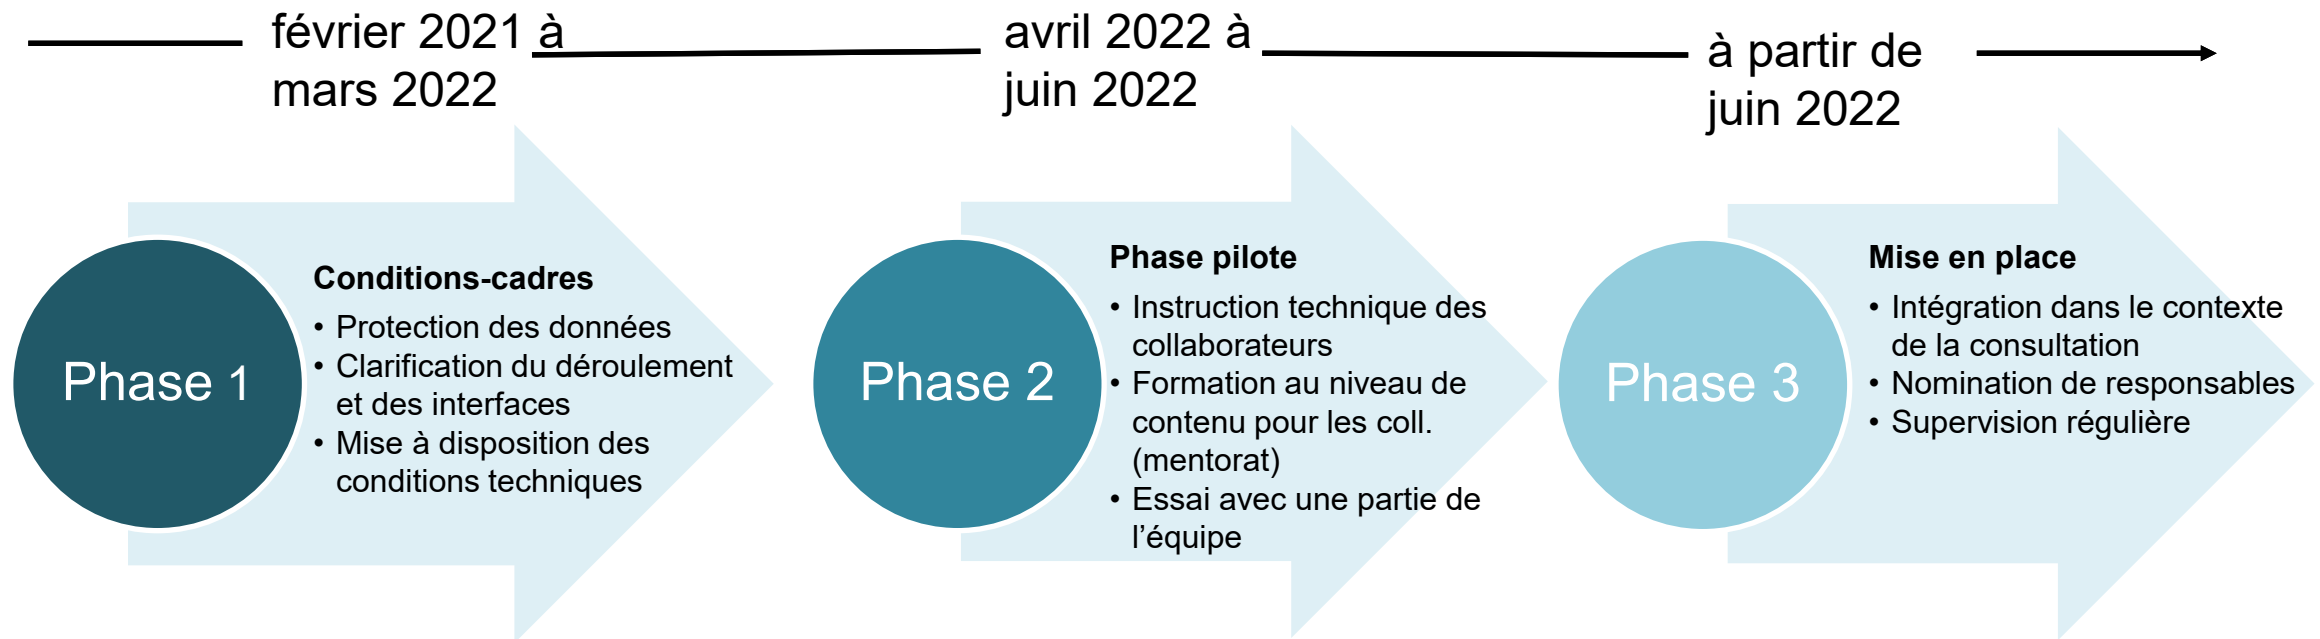 février 2021 à
mars 2022
avril 2022 à
juin 2022
à partir de
juin 2022
Phase 1
Conditions-cadres
• Protection des données
• Clarification du déroulement
et des interfaces
• Mise à disposition des
conditions techniques
Phase 2
Phase pilote
• Instruction technique des
collaborateurs
• Formation au niveau de
contenu pour les coll.
(mentorat)
• Essai avec une partie de
l’équipe
Phase 3
Mise en place
• Intégration dans le contexte
de la consultation
• Nomination de responsables
• Supervision régulière